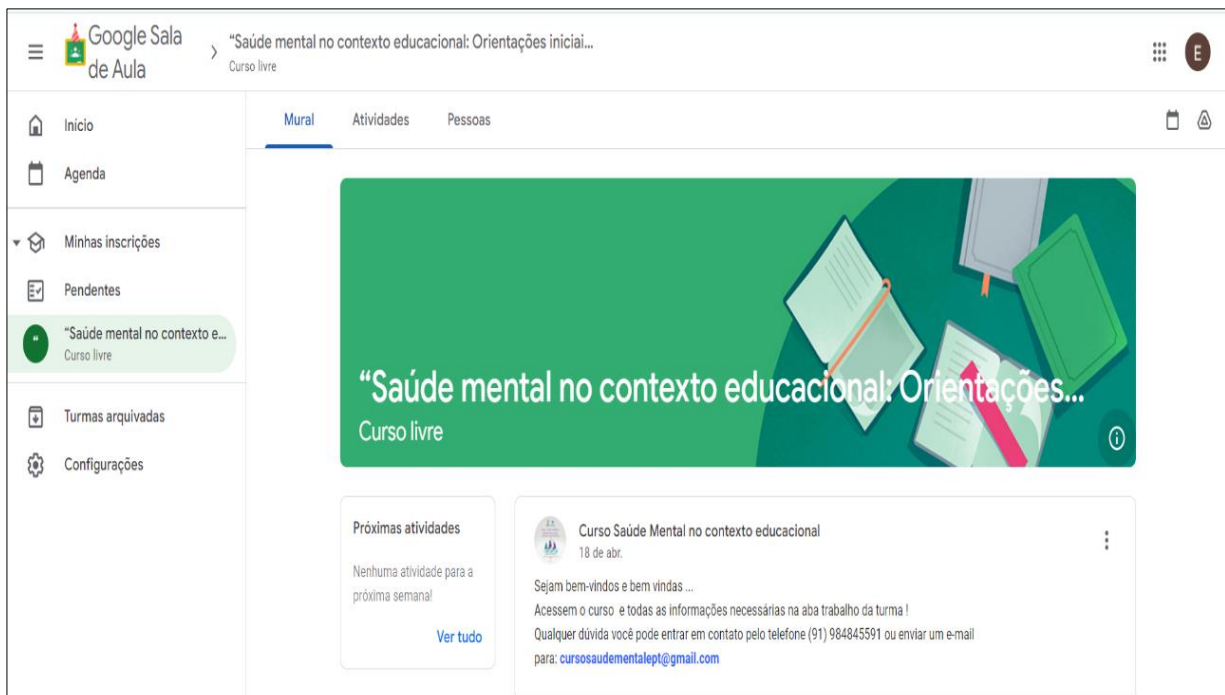 Google Sala
de Aula
“Saúde mental no contexto educacional: Orientações iniciai...
Curso livre
E
Início
Agenda
Minhas inscrições
Pendentes
“
“Saúde mental no contexto e...
Curso livre
Turmas arquivadas
Configurações
Mural
Atividades
Pessoas
“Saúde mental no contexto educacional: Orientações...
Curso livre
Próximas atividades
Nenhuma atividade para a
próxima semana!
Ver tudo
Curso Saúde Mental no contexto educacional
18 de abr.
Sejam bem-vindos e bem vindas ...
Acessem o curso e todas as informações necessárias na aba trabalho da turma !
Qualquer dúvida você pode entrar em contato pelo telefone (91) 984845591 ou enviar um e-mail
para: cursosaudementalept@gmail.com